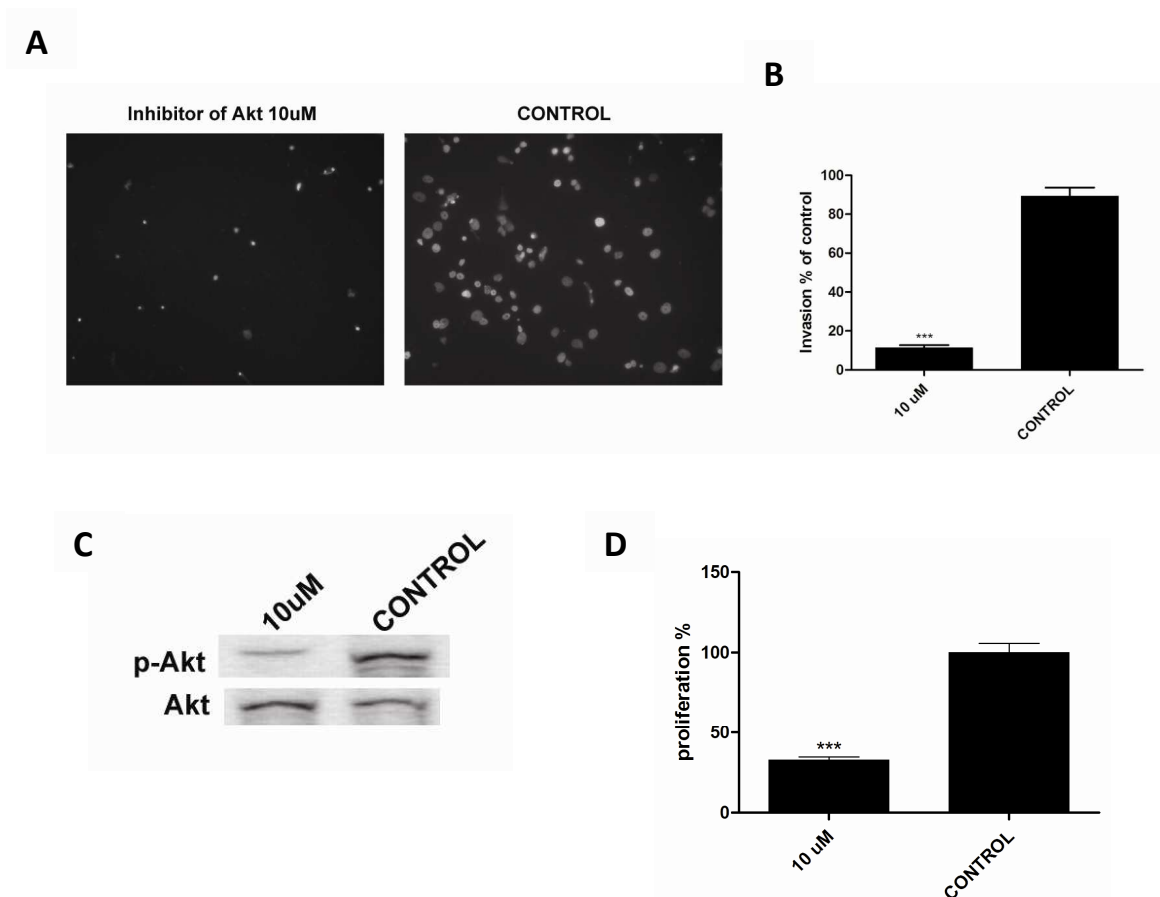 A
Inhibitor of Akt 10uM
CONTROL
B
Invasion % of control
100
80
60
40
20
0
***
10 uM
CONTROL
C
10uM
CONTROL
p-Akt
Akt
D
proliferation %
150
100
50
0
***
10 uM
CONTROL